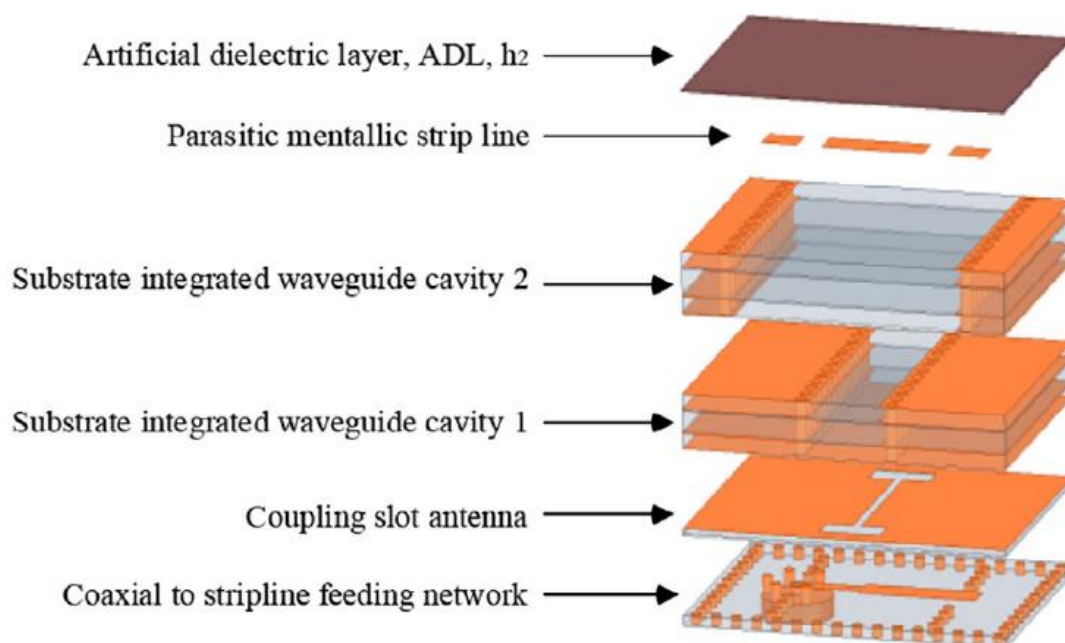 Artificial dielectric layer, ADL, h2
Parasitic mentallic strip line
Substrate integrated waveguide cavity 2
Substrate integrated waveguide cavity 1
Coupling slot antenna
Coaxial to stripline feeding network